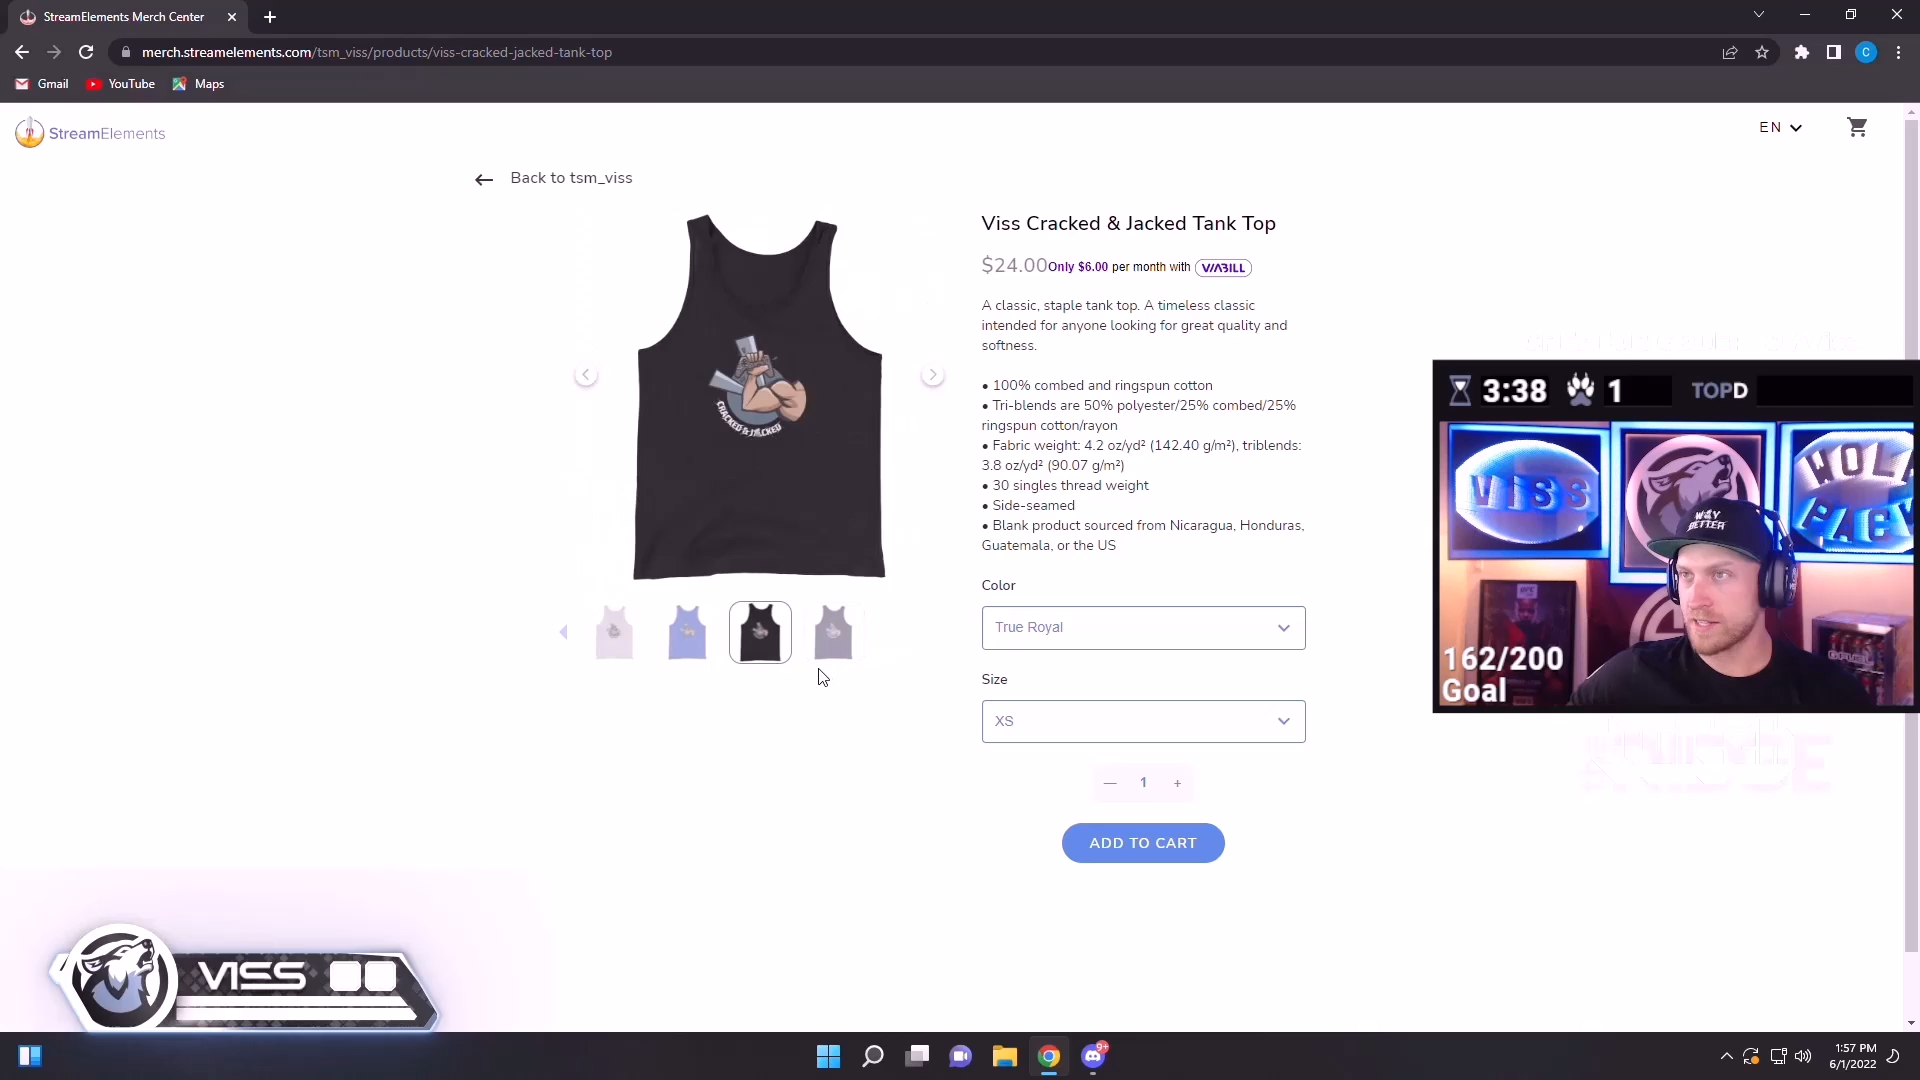 StreamElements Merch Center
merch.streamelements.com/tsm_viss/products/viss-cracked-jacked-tank-top
C
Gmail
YouTube
Maps
StreamElements
EN
Back to tsm_viss
Viss Cracked & Jacked Tank Top
$24.00 Only $6.00 per month with VIABILL
A classic, staple tank top. A timeless classic
intended for anyone looking for great quality and
softness.
• 100% combed and ringspun cotton
• Tri-blends are 50% polyester/25% combed/25%
ringspun cotton/rayon
• Fabric weight: 4.2 oz/yd² (142.40 g/m²), triblends:
3.8 oz/yd² (90.07 g/m²)
• 30 singles thread weight
• Side-seamed
• Blank product sourced from Nicaragua, Honduras,
Guatemala, or the US
Color
True Royal
Size
XS
— 1 +
ADD TO CART
CRACKED & JACKED
3:38 1 TOPD
VISS
WAY
BETTER
162/200
Goal
VISS
9+
1:57 PM
6/1/2022